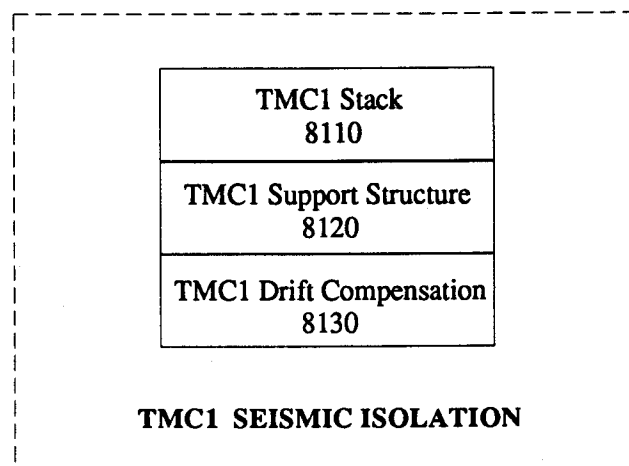 TMC1 Stack
8110
TMC1 Support Structure
8120
TMC1 Drift Compensation
8130
TMC1 SEISMIC ISOLATION